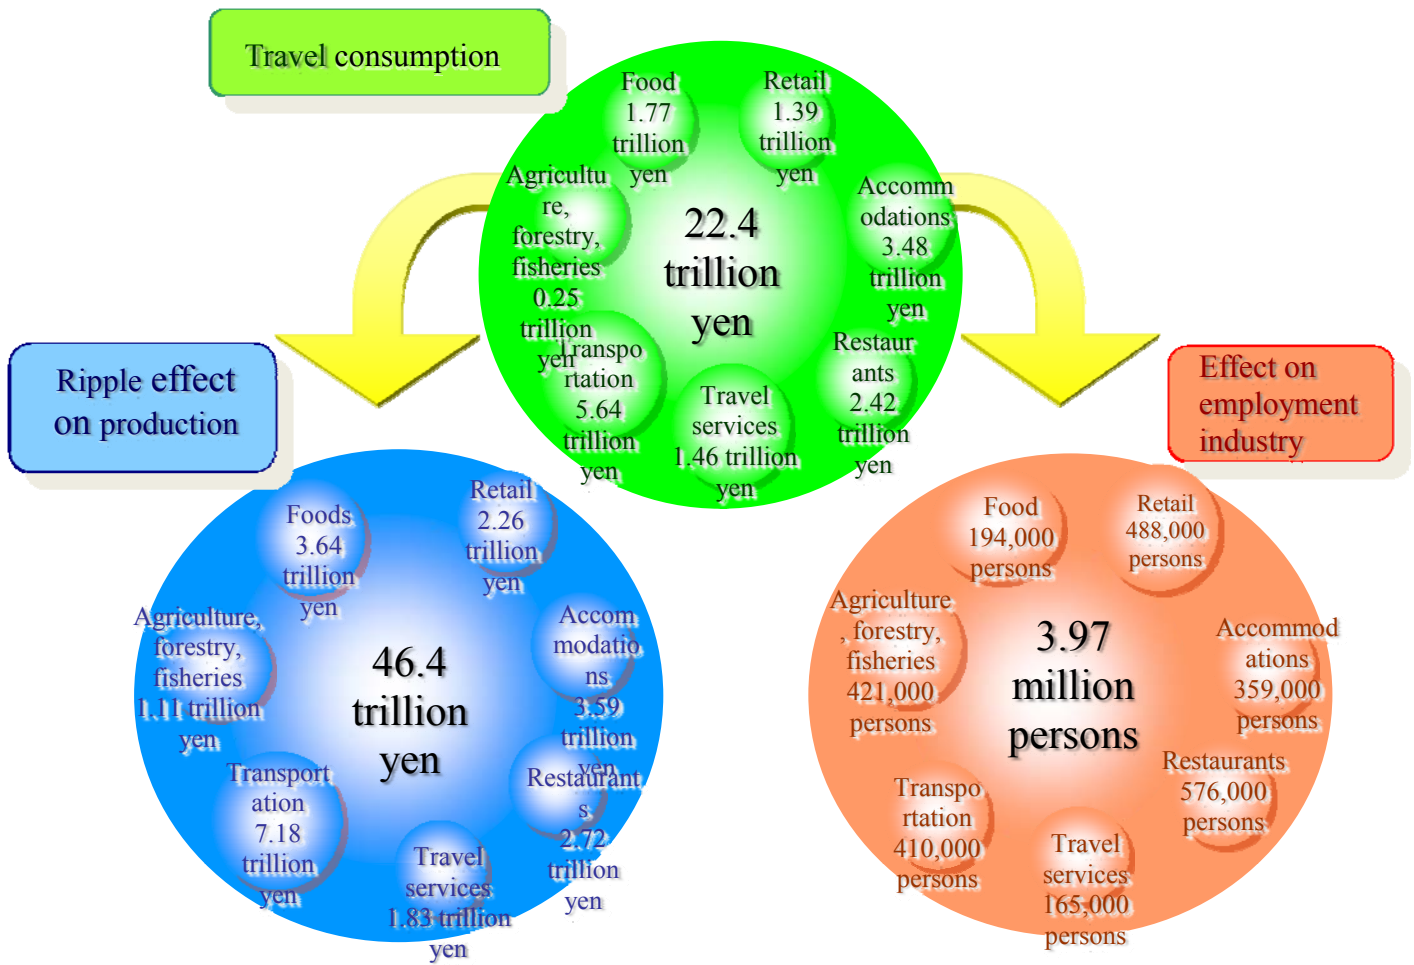 Travel consumption
Food
1.77
trillion
yen
Retail
1.39
trillion
yen
Agricultu
re,
forestry,
fisheries
0.25
trillion
yen
Accomm
odations
3.48
trillion
yen
22.4
trillion
yen
Transpo
rtation
5.64
trillion
yen
Travel
services
1.46 trillion
yen
Restaur
ants
2.42
trillion
yen
Ripple effect
on production
Effect on
employment
industry
Foods
3.64
trillion
yen
Retail
2.26
trillion
yen
Agriculture,
forestry,
fisheries
1.11 trillion
yen
Accom
modatio
ns
3.59
trillion
yen
46.4
trillion
yen
Transport
ation
7.18
trillion
yen
Travel
services
1.83 trillion
yen
Restaurant
s
2.72
trillion
yen
Food
194,000
persons
Retail
488,000
persons
Agriculture
, forestry,
fisheries
421,000
persons
Accommod
ations
359,000
persons
3.97
million
persons
Transpo
rtation
410,000
persons
Travel
services
165,000
persons
Restaurants
576,000
persons